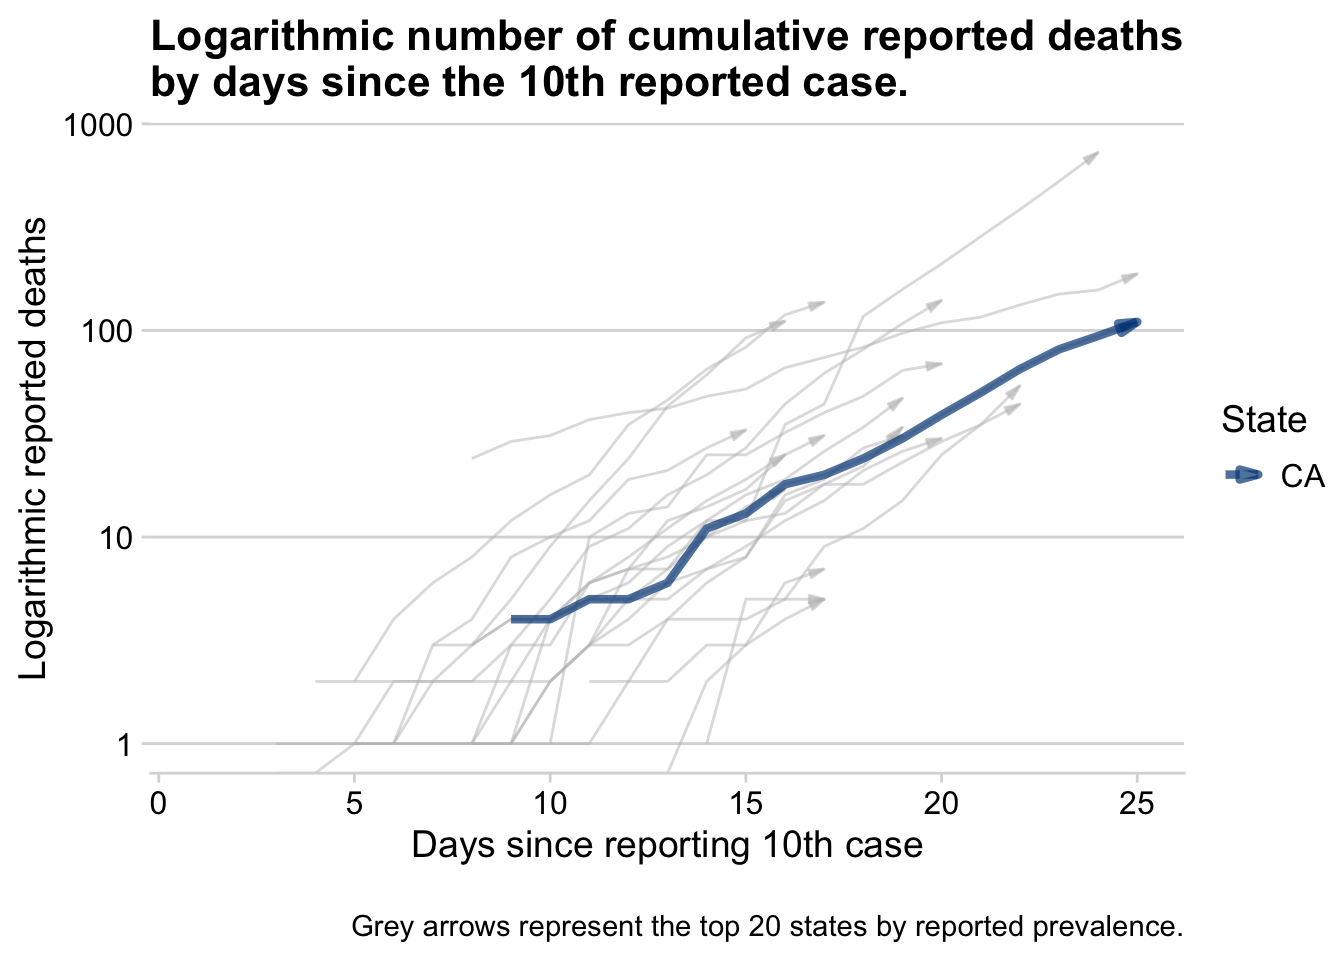 Logarithmic number of cumulative reported deaths
by days since the 10th reported case.
1000
100
10
1
Logarithmic reported deaths
0 5 10 15 20 25
Days since reporting 10th case
State
CA
Grey arrows represent the top 20 states by reported prevalence.